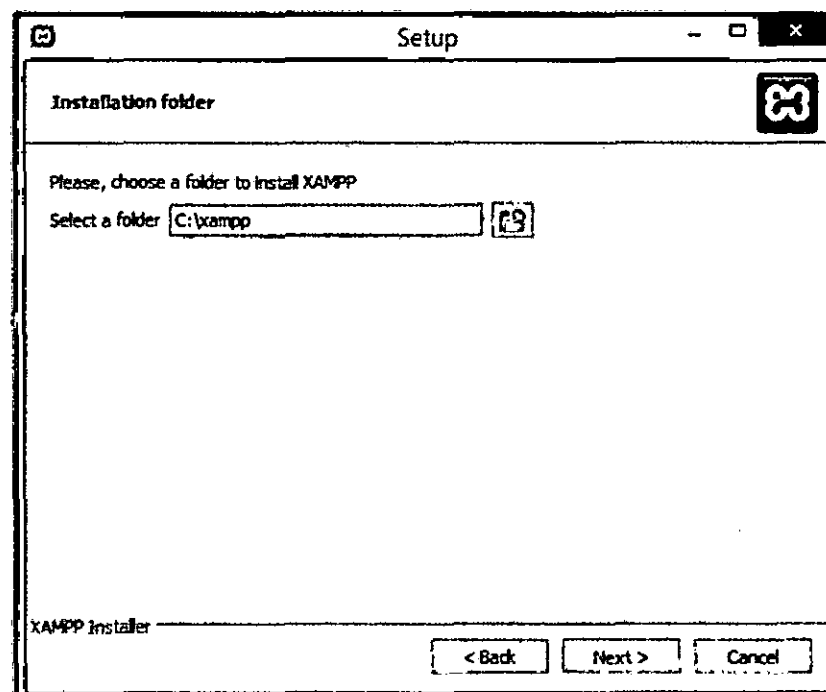 Setup
Installation folder
Please, choose a folder to install XAMPP
Select a folder C:\xampp
XAMPP Installer
< Back Next > Cancel